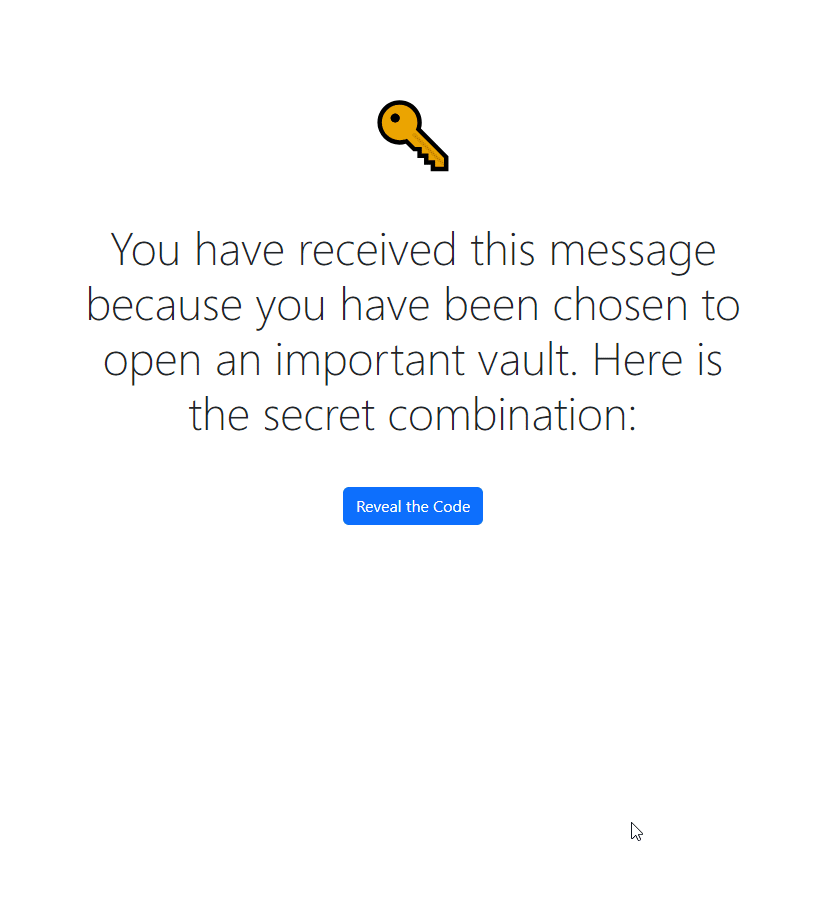 You have received this message
because you have been chosen to
open an important vault. Here is
the secret combination:
Reveal the Code